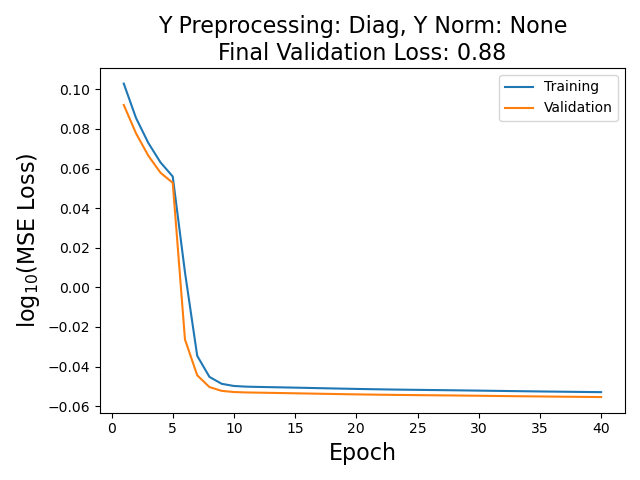 Y Preprocessing: Diag, Y Norm: None
Final Validation Loss: 0.88
Training
Validation
log₁₀(MSE Loss)
0.10
0.08
0.06
0.04
0.02
0.00
−0.02
−0.04
−0.06
0 5 10 15 20 25 30 35 40
Epoch